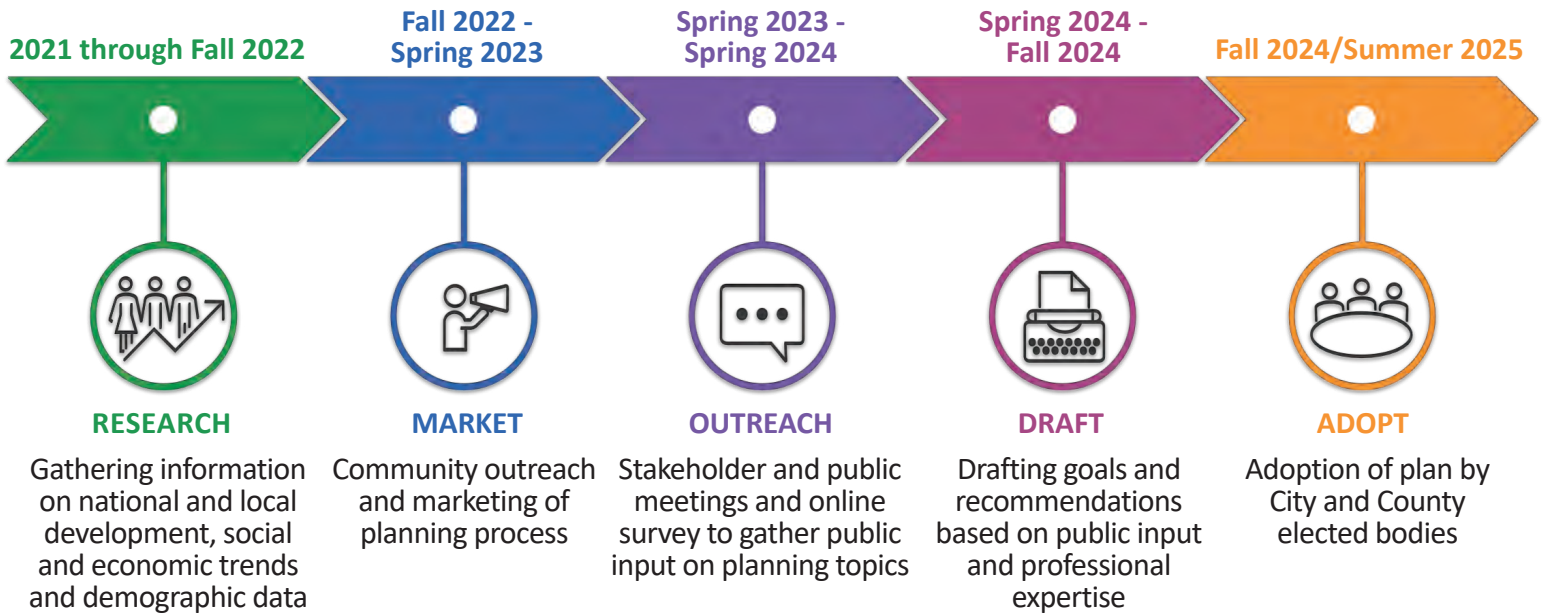 2021 through Fall 2022
Fall 2022 -
Spring 2023
Spring 2023 -
Spring 2024
Spring 2024 -
Fall 2024
Fall 2024/Summer 2025
RESEARCH
Gathering information
on national and local
development, social
and economic trends
and demographic data
MARKET
Community outreach
and marketing of
planning process
OUTREACH
Stakeholder and public
meetings and online
survey to gather public
input on planning topics
DRAFT
Drafting goals and
recommendations
based on public input
and professional
expertise
ADOPT
Adoption of plan by
City and County
elected bodies